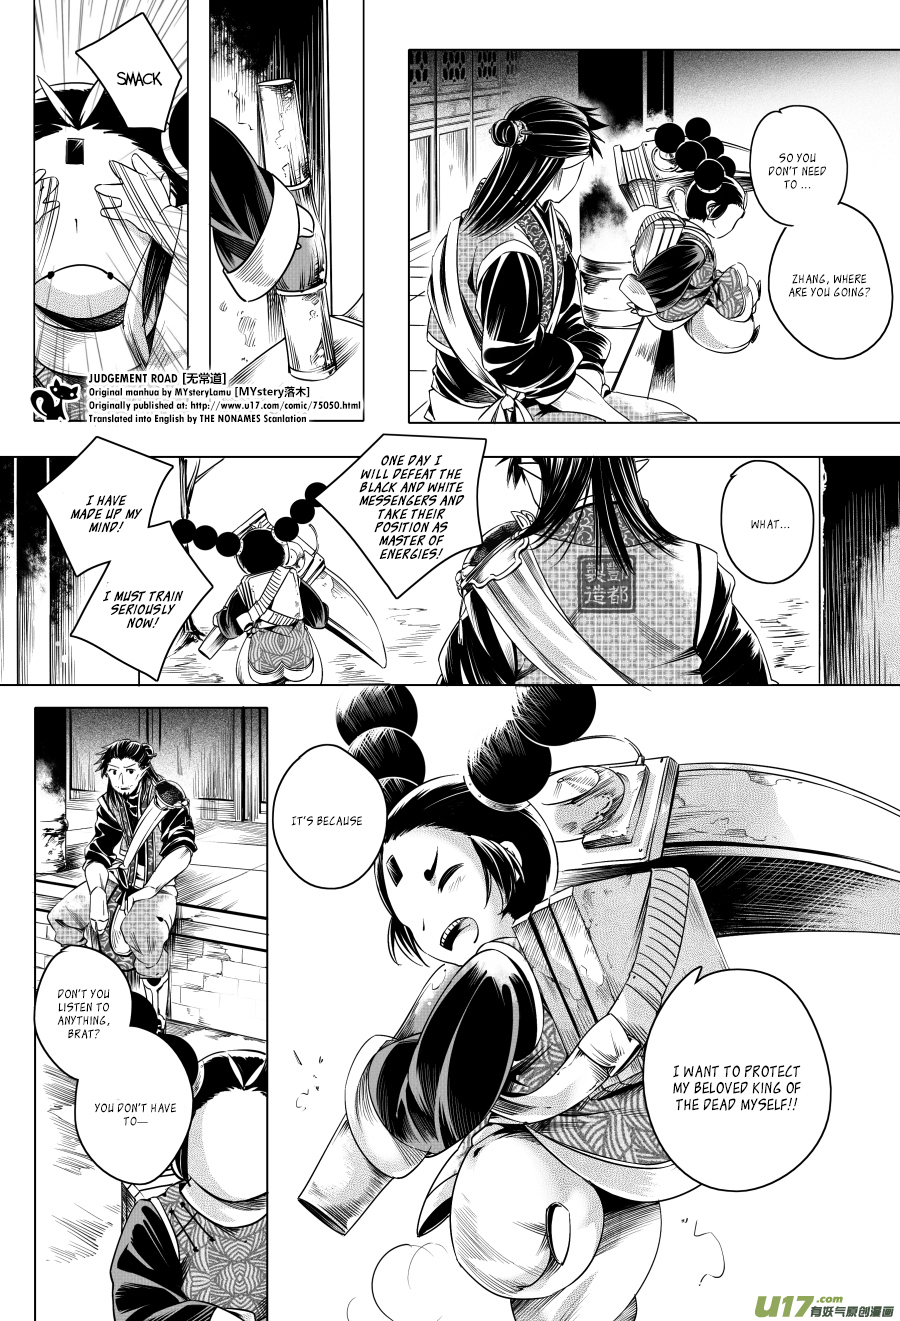 SMACK
SO YOU
DON'T NEED
TO ...
ZHANG, WHERE
ARE YOU GOING?
JUDGEMENT ROAD [无常道]
Original manhua by MYsteryLamu [MYstery落木]
Originally published at: http://www.u17.com/comic/75050.html
Translated into English by THE NONAMES Scanlation
I HAVE
MADE UP MY
MIND!
I MUST TRAIN
SERIOUSLY
NOW!
ONE DAY I
WILL DEFEAT THE
BLACK AND WHITE
MESSENGERS AND
TAKE THEIR
POSITION AS
MASTER OF
ENERGIES!
WHAT...
IT'S BECAUSE
DON'T YOU
LISTEN TO
ANYTHING,
BRAT?
YOU DON'T HAVE
TO—
I WANT TO PROTECT
MY BELOVED KING OF
THE DEAD MYSELF!!
U17.com
有妖气原创漫画